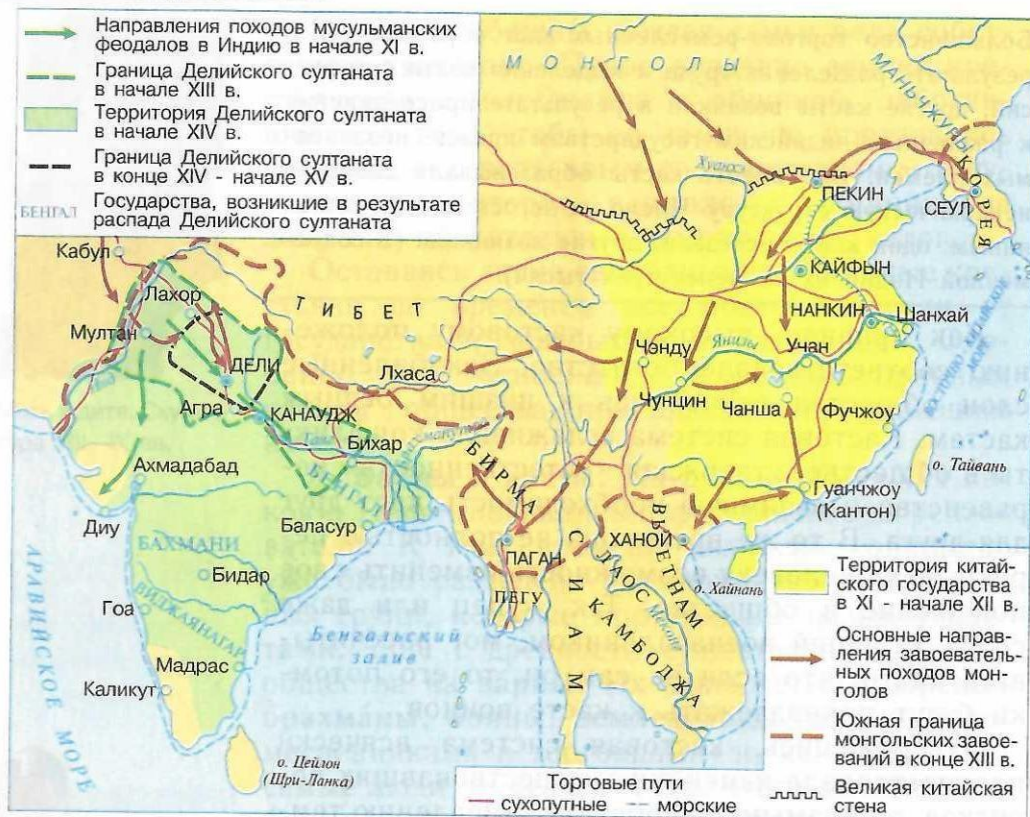 Направления походов мусульманских
феодалов в Индию в начале XI в.
Граница Делийского султаната
в начале XIII в.
Территория Делийского султаната
в начале XIV в.
Граница Делийского султаната
в конце XIV - начале XV в.
БЕНГАЛ
Государства, возникшие в результате
распада Делийского султаната
МОНГОЛЫ
МАНЬЧЖУРЫ
КОРЕЯ
Хуанхэ
ПЕКИН
СЕУЛ
КАЙФЫН
НАНКИН
Шанхай
Кабул
Лахор
Мултан
ТИБЕТ
ДЕЛИ
Лхаса
Чэнду
Янцзы
Учан
Агра
КАНАУДЖ
Чунцин
Чанша
Фучжоу
Ганг
Бихар
Ахмадабад
БЕНГАЛ
БИРМА
о. Тайвань
Гуанчжоу
(Кантон)
Диу
Баласур
БАХМАНИ
ПАГАН
ХАНОЙ
ВЬЕТНАМ
ЛАОС
СИАМ
ПЕГУ
Бидар
о. Хайнань
Гоа
ВИДЖАЯНАГАР
КАМБОДЖА
Меконг
Бенгальский
залив
Мадрас
Каликут
АРАВИЙСКОЕ МОРЕ
о. Цейлон
(Шри-Ланка)
Территория китай-
ского государства
в XI - начале XII в.
Основные направ-
ления завоеватель-
ных походов мон-
голов
Южная граница
монгольских завое-
ваний в конце XIII в.
Великая китайская
стена
Торговые пути
сухопутные
морские